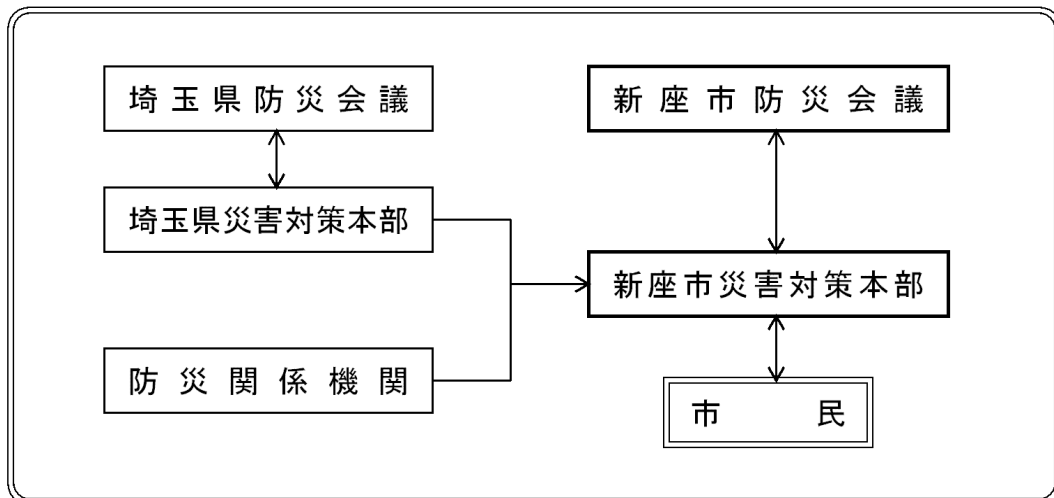 埼玉県防災会議
新座市防災会議
埼玉県災害対策本部
新座市災害対策本部
防災関係機関
市民